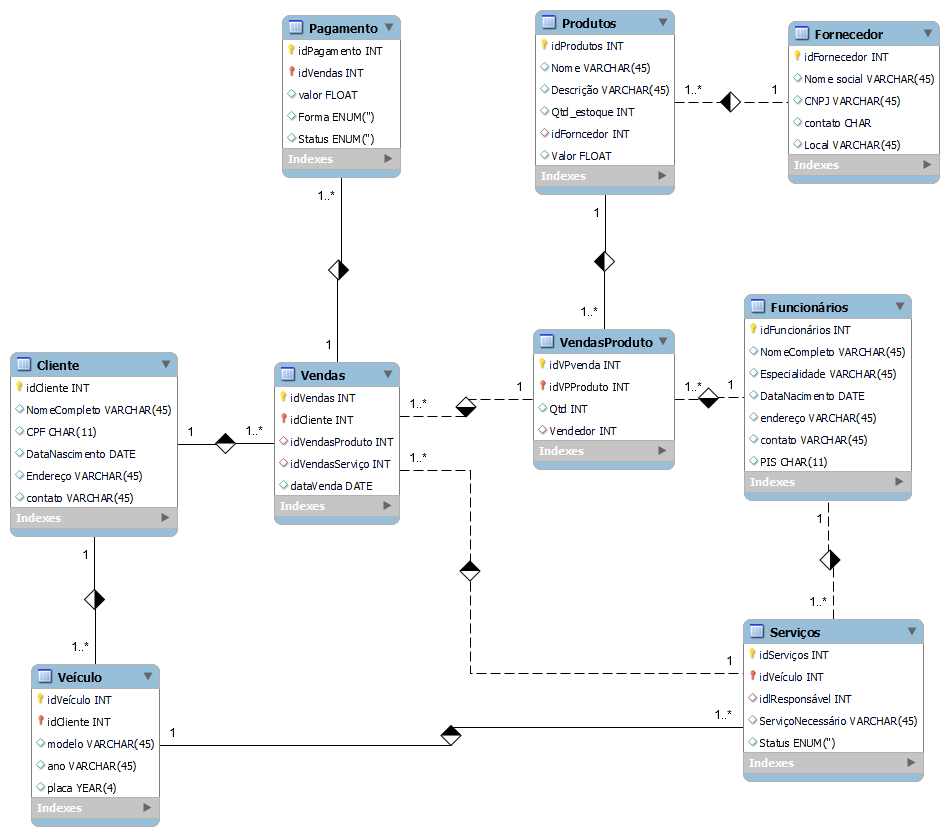 Pagamento
idPagamento INT
idVendas INT
valor FLOAT
Forma ENUM('')
Status ENUM('')
Indexes
Produtos
idProdutos INT
Nome VARCHAR(45)
Descrição VARCHAR(45)
Qtd_estoque INT
idForncedor INT
Valor FLOAT
Indexes
1..*
1
Fornecedor
idFornecedor INT
Nome social VARCHAR(45)
CNPJ VARCHAR(45)
contato CHAR
Local VARCHAR(45)
Indexes
1..*
1
1
1..*
Cliente
idCliente INT
NomeCompleto VARCHAR(45)
CPF CHAR(11)
DataNascimento DATE
Endereço VARCHAR(45)
contato VARCHAR(45)
Indexes
1
1..*
Vendas
idVendas INT
idCliente INT
idVendasProduto INT
idVendasServiço INT
dataVenda DATE
Indexes
1..*
1
1..*
1
VendasProduto
idVPvenda INT
idVPProduto INT
Qtd INT
Vendedor INT
Indexes
1..*
1
Funcionários
idFuncionários INT
NomeCompleto VARCHAR(45)
Especialidade VARCHAR(45)
DataNacimento DATE
endereço VARCHAR(45)
contato VARCHAR(45)
PIS CHAR(11)
Indexes
1
1..*
1
1..*
Veículo
idVeículo INT
idCliente INT
modelo VARCHAR(45)
ano VARCHAR(45)
placa YEAR(4)
Indexes
1
1..*
Serviços
idServiços INT
idVeículo INT
idlResponsável INT
ServiçoNecessário VARCHAR(45)
Status ENUM('')
Indexes